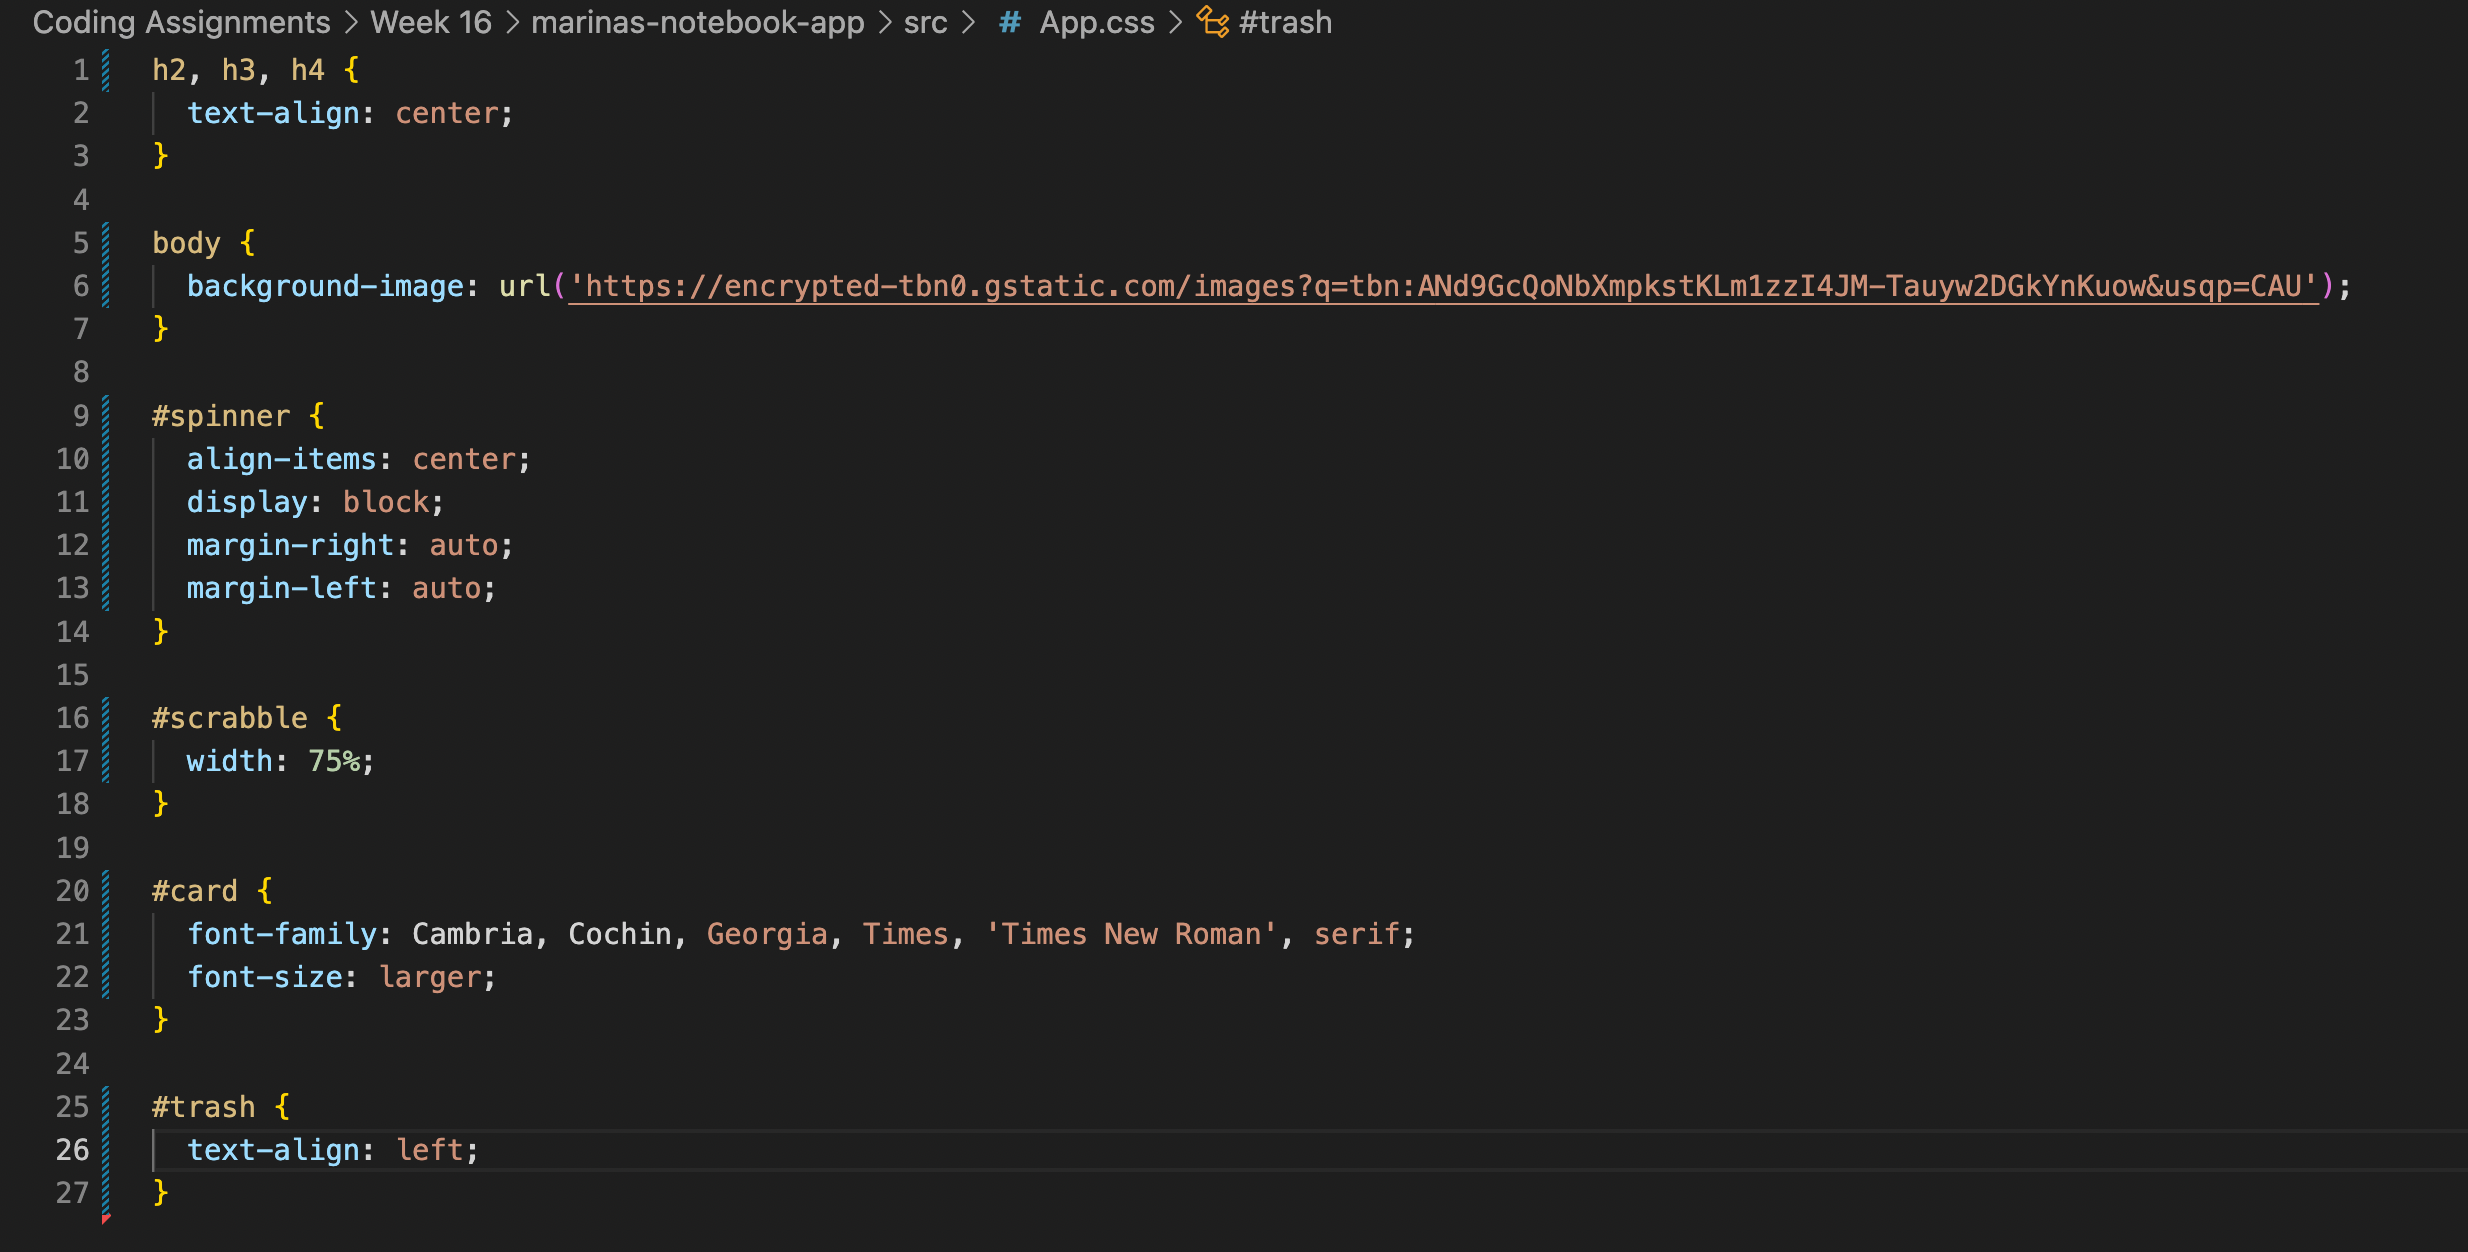 Coding Assignments > Week 16 > marinas-notebook-app > src > # App.css > #trash
1 h2, h3, h4 {
2 text-align: center;
3 }
4
5 body {
6 background-image: url('https://encrypted-tbn0.gstatic.com/images?q=tbn:ANd9GcQoNbXmpkstKLm1zzI4JM-Tauyw2DGkYnKuow&usqp=CAU');
7 }
8
9 #spinner {
10 align-items: center;
11 display: block;
12 margin-right: auto;
13 margin-left: auto;
14 }
15
16 #scrabble {
17 width: 75%;
18 }
19
20 #card {
21 font-family: Cambria, Cochin, Georgia, Times, 'Times New Roman', serif;
22 font-size: larger;
23 }
24
25 #trash {
26 text-align: left;
27 }